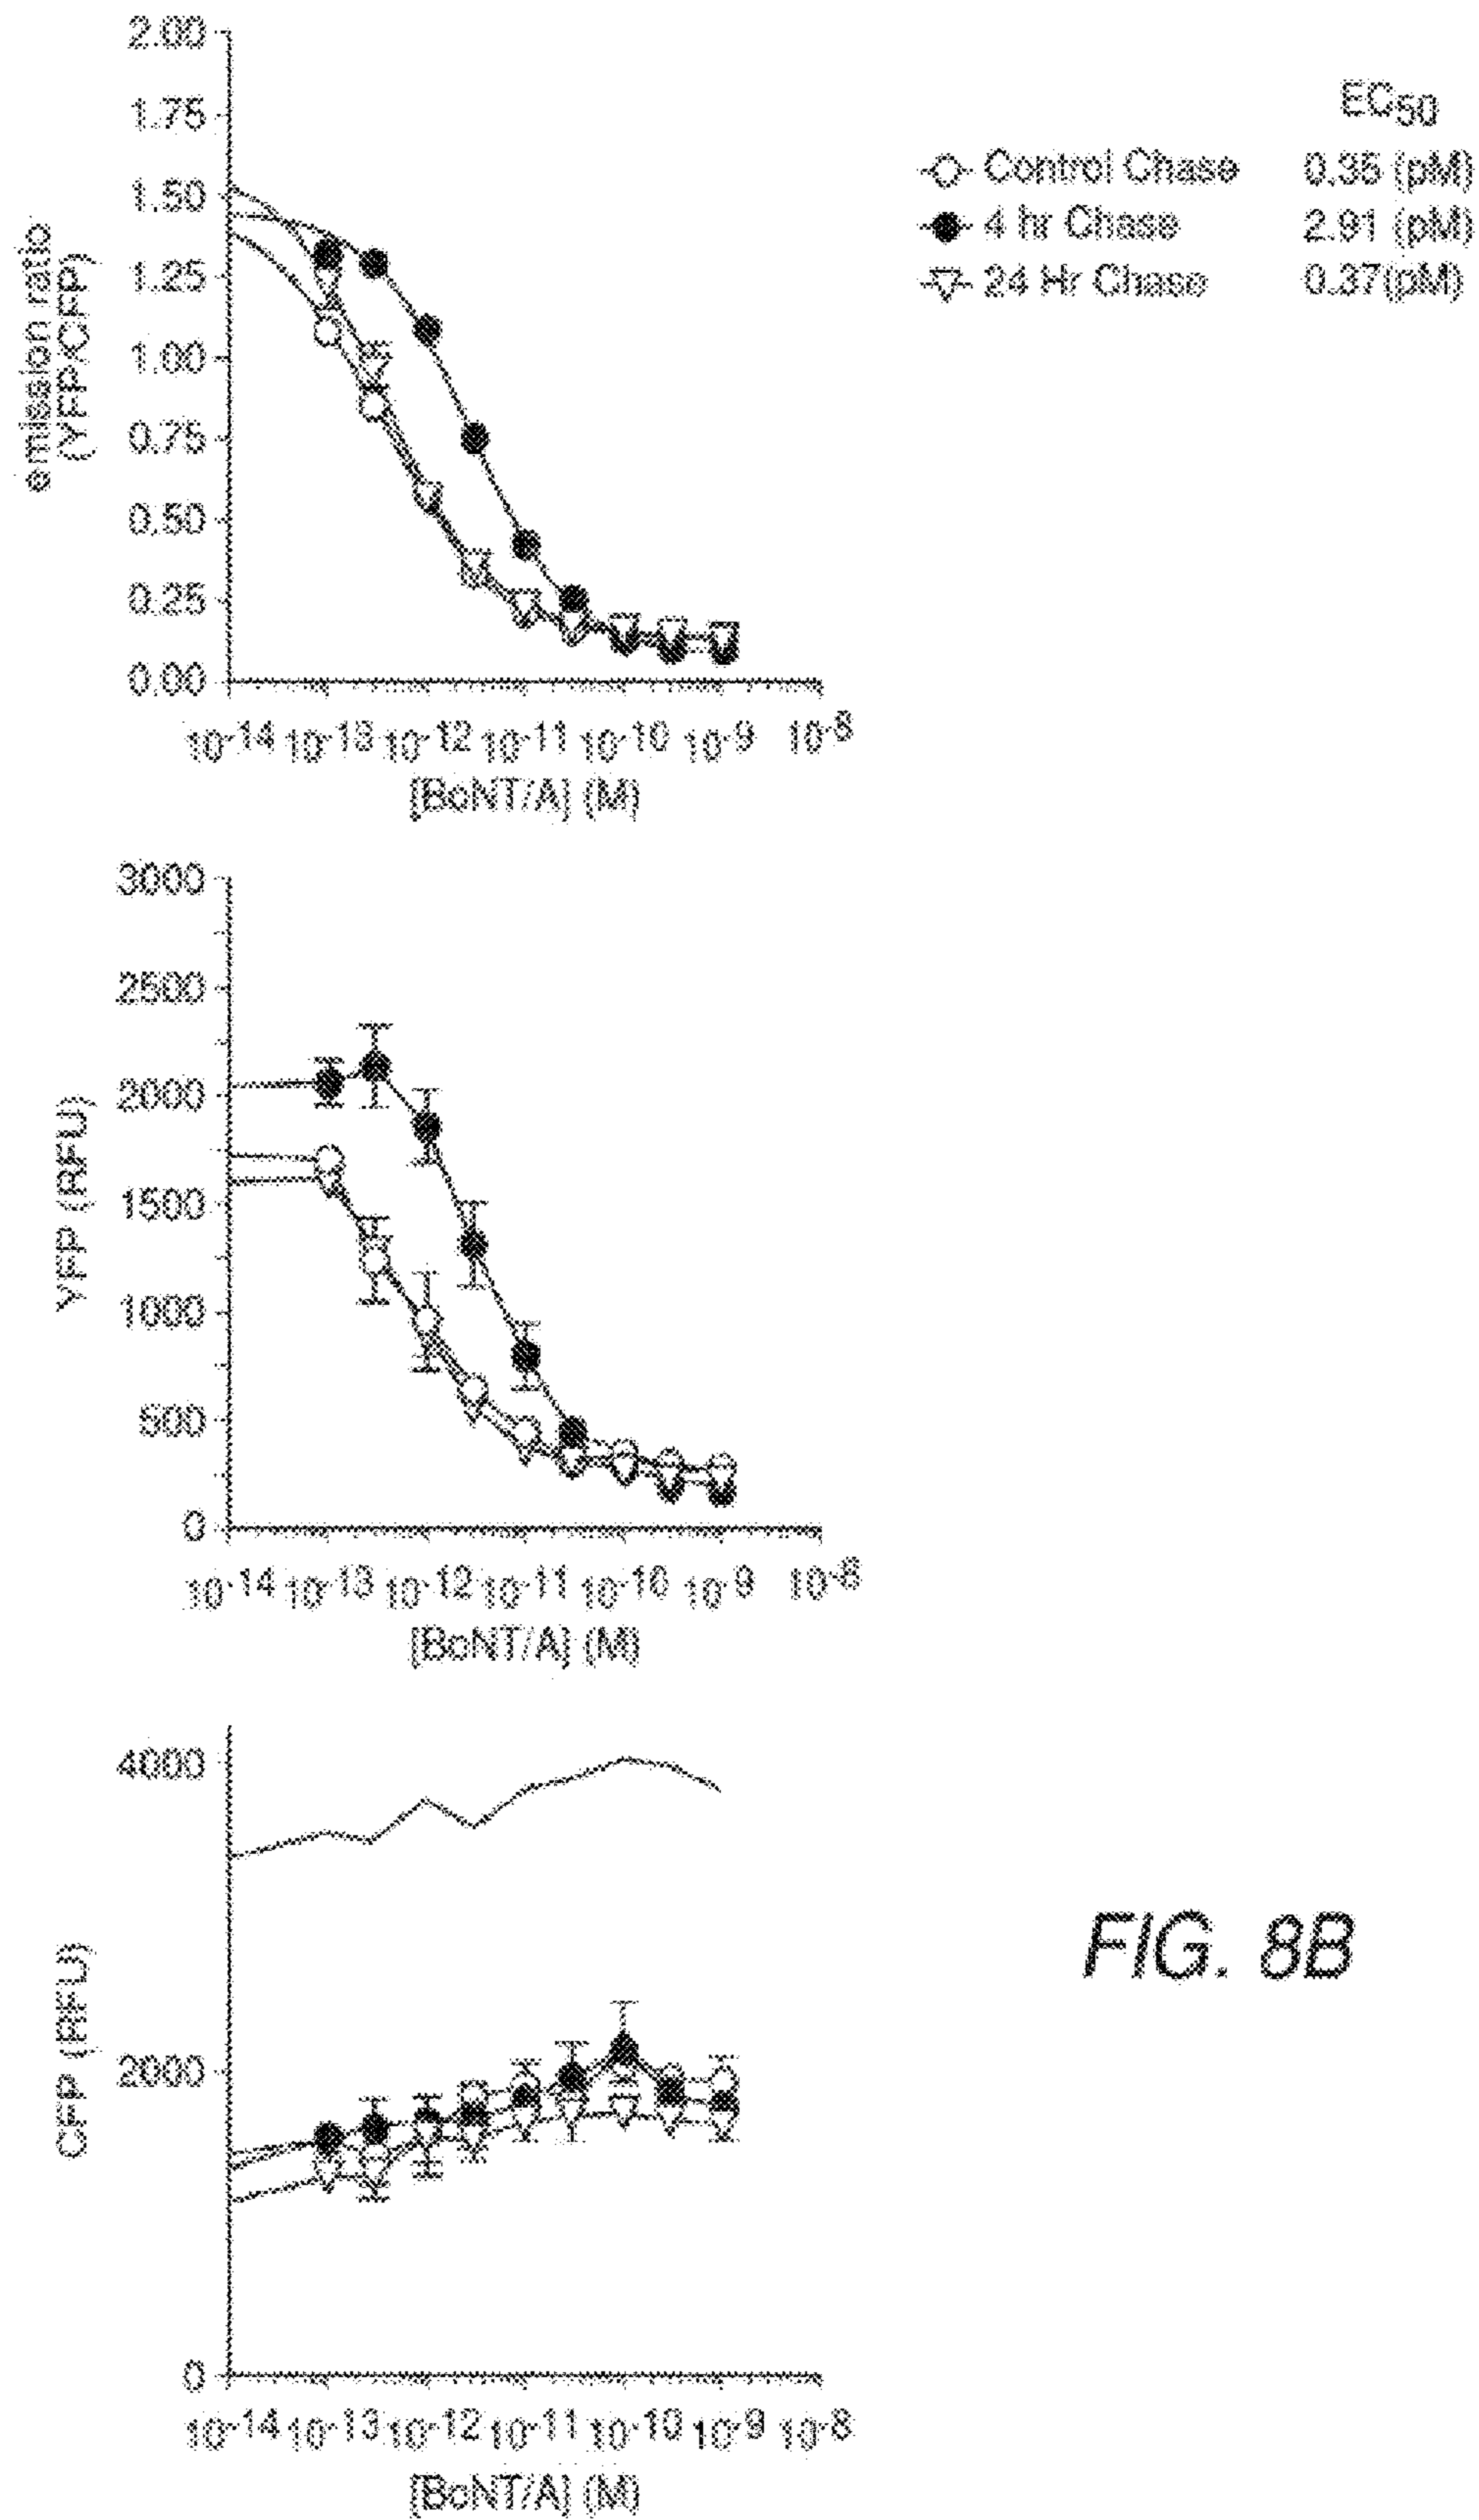 2.00
1.75
1.50
1.25
1.00
0.75
0.50
0.25
0.00
emission ratio
(YFP/CFP)
10-14 10-13 10-12 10-11 10-10 10-9 10-8
[BoNT/A] (M)
EC50
Control Chase 0.35 (pM)
4 hr Chase 2.91 (pM)
24 Hr Chase 0.37(pM)
3000
2500
2000
1500
1000
500
0
YFP (RFU)
10-14 10-13 10-12 10-11 10-10 10-9 10-8
[BoNT/A] (M)
4000
2000
0
CFP (RFU)
10-14 10-13 10-12 10-11 10-10 10-9 10-8
[BoNT/A] (M)
FIG. 8B